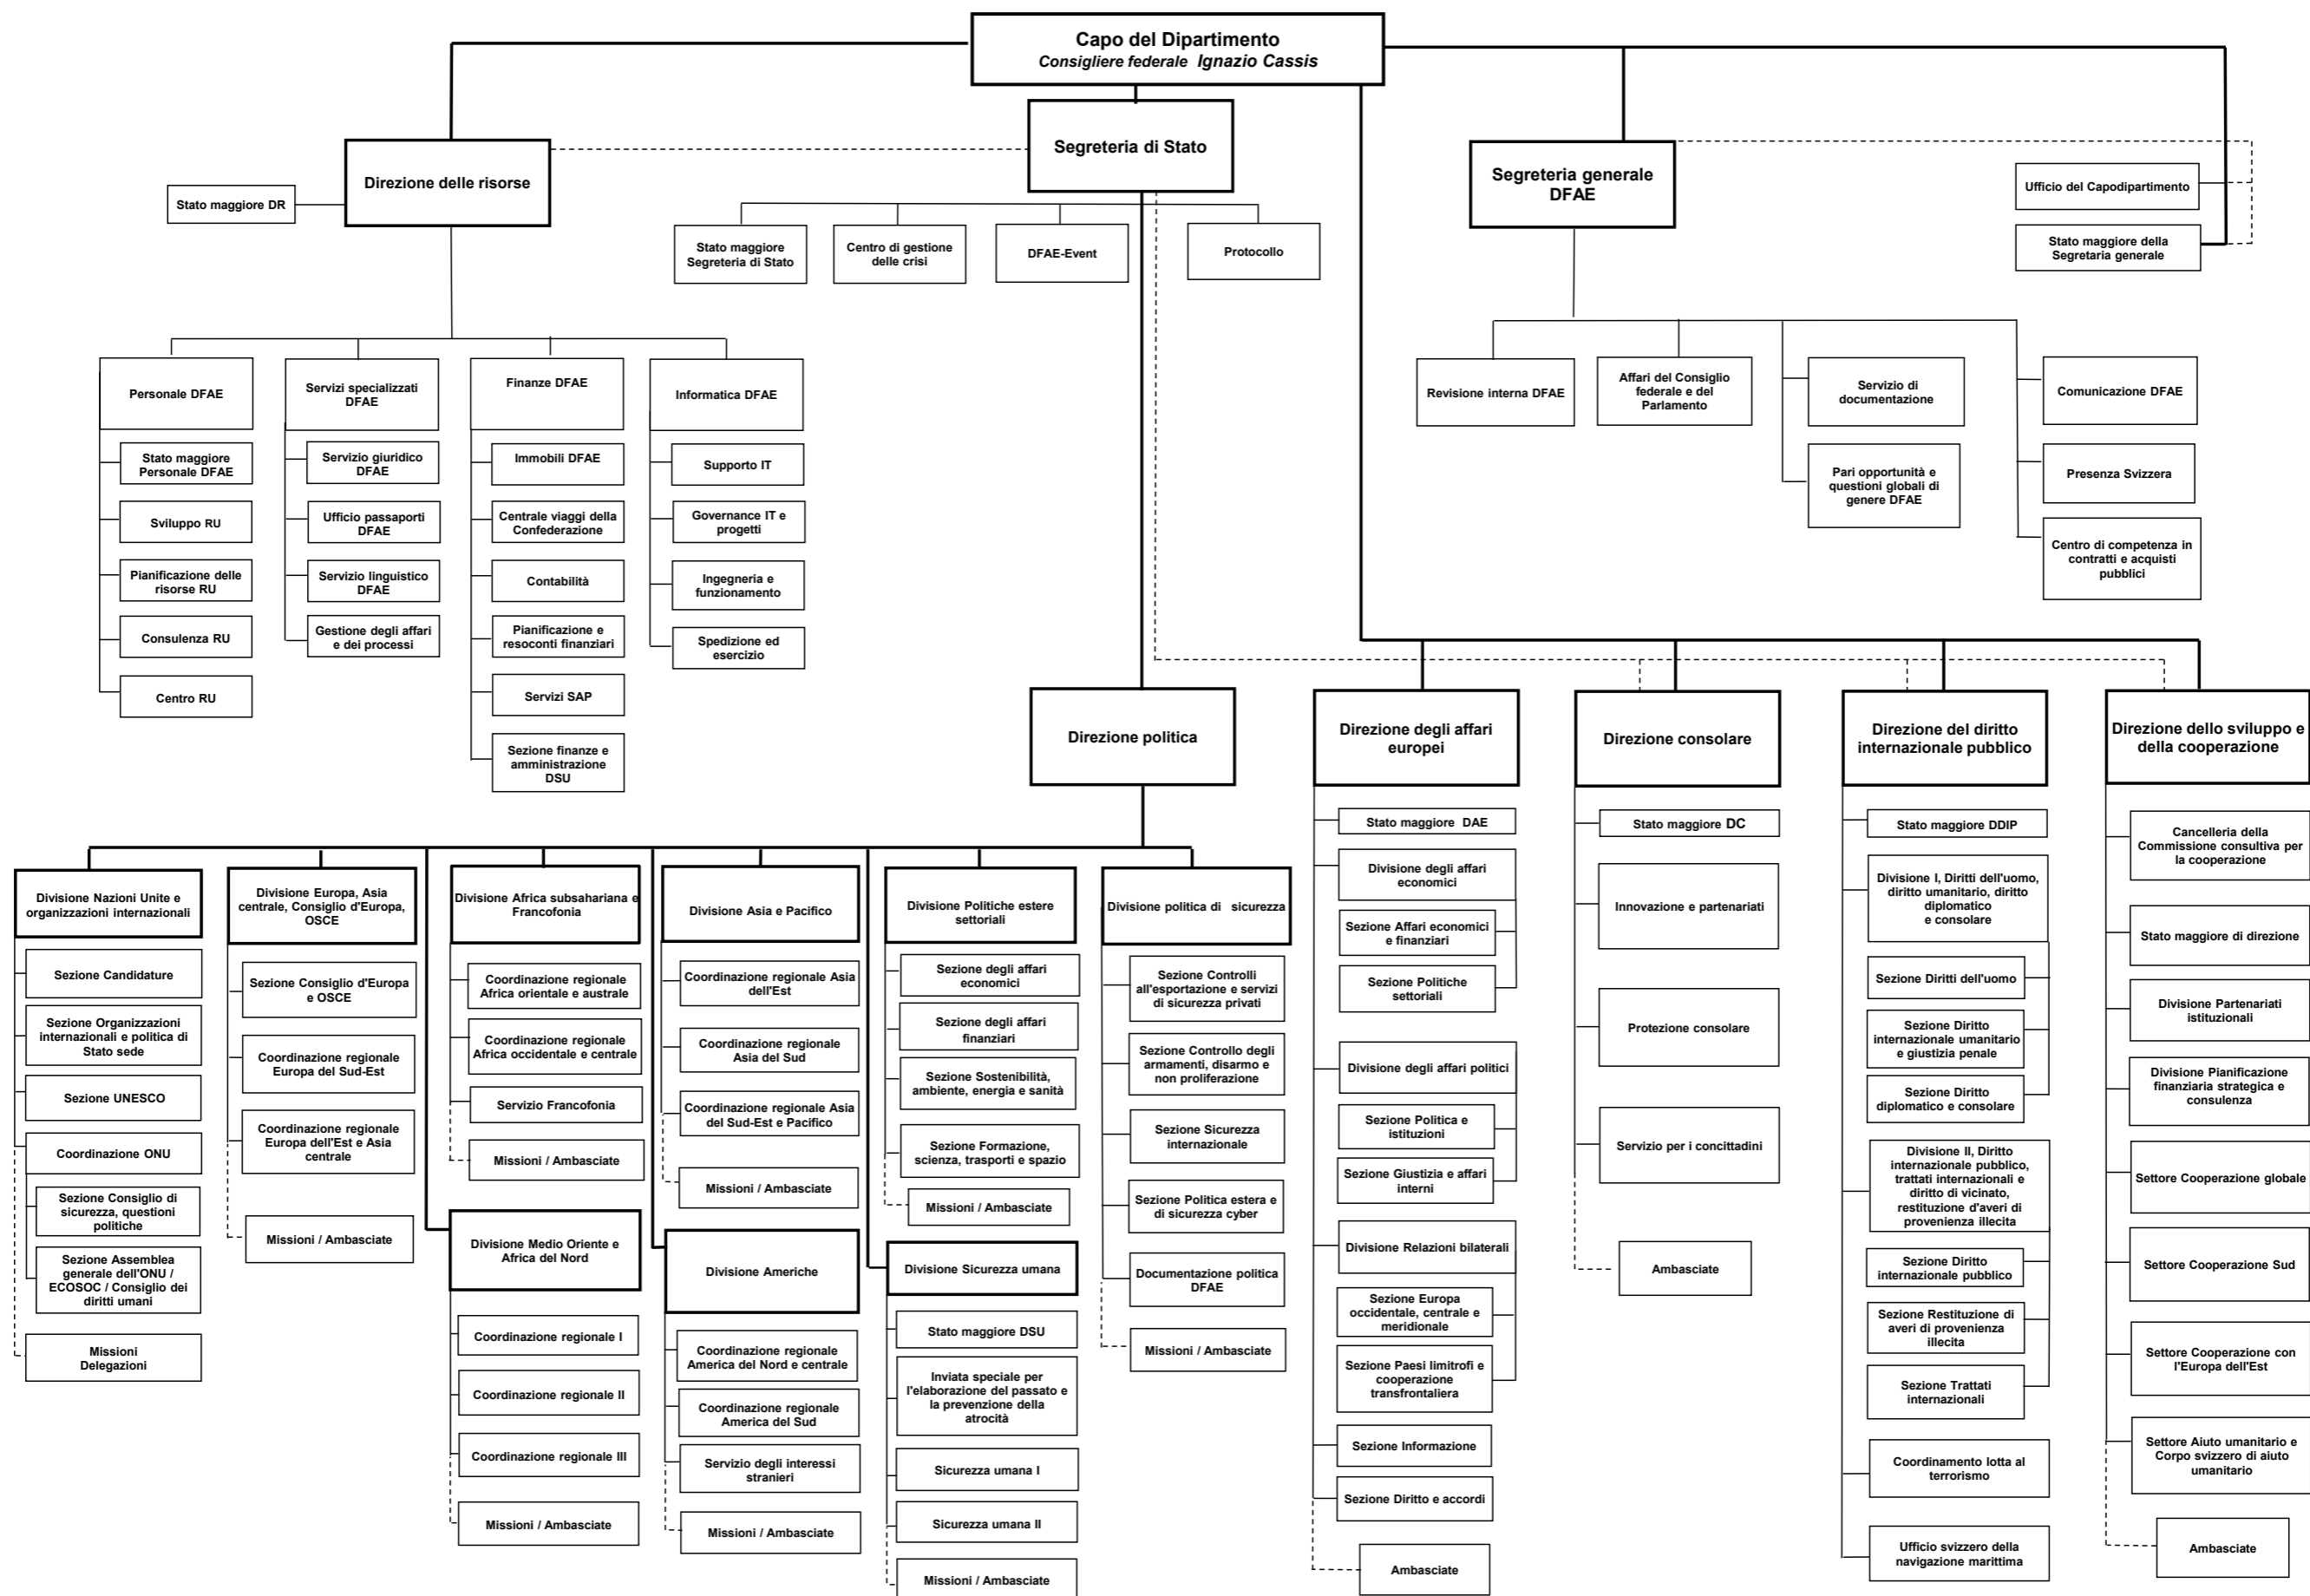 Capo del Dipartimento
Consigliere federale Ignazio Cassis
Segreteria di Stato
Direzione delle risorse
Segreteria generale
DFAE
Ufficio del Capodipartimento
Stato maggiore DR
Stato maggiore della
Segretaria generale
Stato maggiore
Segreteria di Stato
Centro di gestione
delle crisi
DFAE-Event
Protocollo
Personale DFAE
Servizi specializzati
DFAE
Finanze DFAE
Informatica DFAE
Revisione interna DFAE
Affari del Consiglio
federale e del
Parlamento
Servizio di
documentazione
Comunicazione DFAE
Stato maggiore
Personale DFAE
Servizio giuridico
DFAE
Immobili DFAE
Supporto IT
Pari opportunità e
questioni globali di
genere DFAE
Presenza Svizzera
Sviluppo RU
Ufficio passaporti
DFAE
Centrale viaggi della
Confederazione
Governance IT e
progetti
Centro di competenza in
contratti e acquisti
pubblici
Pianificazione delle
risorse RU
Servizio linguistico
DFAE
Contabilità
Ingegneria e
funzionamento
Consulenza RU
Gestione degli affari
e dei processi
Pianificazione e
resoconti finanziari
Spedizione ed
esercizio
Centro RU
Servizi SAP
Sezione finanze e
amministrazione
DSU
Direzione politica
Direzione degli affari
europei
Direzione consolare
Direzione del diritto
internazionale pubblico
Direzione dello sviluppo e
della cooperazione
Divisione Nazioni Unite e
organizzazioni internazionali
Sezione Candidature
Sezione Organizzazioni
internazionali e politica di
Stato sede
Sezione UNESCO
Coordinazione ONU
Sezione Consiglio di
sicurezza, questioni
politiche
Sezione Assemblea
generale dell'ONU /
ECOSOC / Consiglio dei
diritti umani
Missioni
Delegazioni
Divisione Europa, Asia
centrale, Consiglio d'Europa,
OSCE
Sezione Consiglio d'Europa
e OSCE
Coordinazione regionale
Europa del Sud-Est
Coordinazione regionale
Europa dell'Est e Asia
centrale
Missioni / Ambasciate
Divisione Africa subsahariana e
Francofonia
Coordinazione regionale
Africa orientale e australe
Coordinazione regionale
Africa occidentale e centrale
Servizio Francofonia
Missioni / Ambasciate
Divisione Medio Oriente e
Africa del Nord
Coordinazione regionale I
Coordinazione regionale II
Coordinazione regionale III
Missioni / Ambasciate
Divisione Asia e Pacifico
Coordinazione regionale Asia
dell'Est
Coordinazione regionale
Asia del Sud
Coordinazione regionale Asia
del Sud-Est e Pacifico
Missioni / Ambasciate
Divisione Americhe
Coordinazione regionale
America del Nord e centrale
Coordinazione regionale
America del Sud
Servizio degli interessi
stranieri
Missioni / Ambasciate
Divisione Politiche estere
settoriali
Sezione degli affari
economici
Sezione degli affari
finanziari
Sezione Sostenibilità,
ambiente, energia e sanità
Sezione Formazione,
scienza, trasporti e spazio
Missioni / Ambasciate
Divisione Sicurezza umana
Stato maggiore DSU
Inviata speciale per
l'elaborazione del passato e
la prevenzione della
atrocità
Sicurezza umana I
Sicurezza umana II
Missioni / Ambasciate
Divisione politica di sicurezza
Sezione Controlli
all'esportazione e servizi
di sicurezza privati
Sezione Controllo degli
armamenti, disarmo e
non proliferazione
Sezione Sicurezza
internazionale
Sezione Politica estera e
di sicurezza cyber
Documentazione politica
DFAE
Missioni / Ambasciate
Stato maggiore DAE
Divisione degli affari
economici
Sezione Affari economici
e finanziari
Sezione Politiche
settoriali
Divisione degli affari politici
Sezione Politica e
istituzioni
Sezione Giustizia e affari
interni
Divisione Relazioni bilaterali
Sezione Europa
occidentale, centrale e
meridionale
Sezione Paesi limitrofi e
cooperazione
transfrontaliera
Sezione Informazione
Sezione Diritto e accordi
Ambasciate
Stato maggiore DC
Innovazione e partenariati
Protezione consolare
Servizio per i concittadini
Ambasciate
Stato maggiore DDIP
Divisione I, Diritti dell'uomo,
diritto umanitario, diritto
diplomatico
e consolare
Sezione Diritti dell'uomo
Sezione Diritto
internazionale umanitario
e giustizia penale
Sezione Diritto
diplomatico e consolare
Divisione II, Diritto
internazionale pubblico,
trattati internazionali e
diritto di vicinato,
restituzione d'averi di
provenienza illecita
Sezione Diritto
internazionale pubblico
Sezione Restituzione di
averi di provenienza
illecita
Sezione Trattati
internazionali
Coordinamento lotta al
terrorismo
Ufficio svizzero della
navigazione marittima
Cancelleria della
Commissione consultiva per
la cooperazione
Stato maggiore di direzione
Divisione Partenariati
istituzionali
Divisione Pianificazione
finanziaria strategica e
consulenza
Settore Cooperazione globale
Settore Cooperazione Sud
Settore Cooperazione con
l'Europa dell'Est
Settore Aiuto umanitario e
Corpo svizzero di aiuto
umanitario
Ambasciate